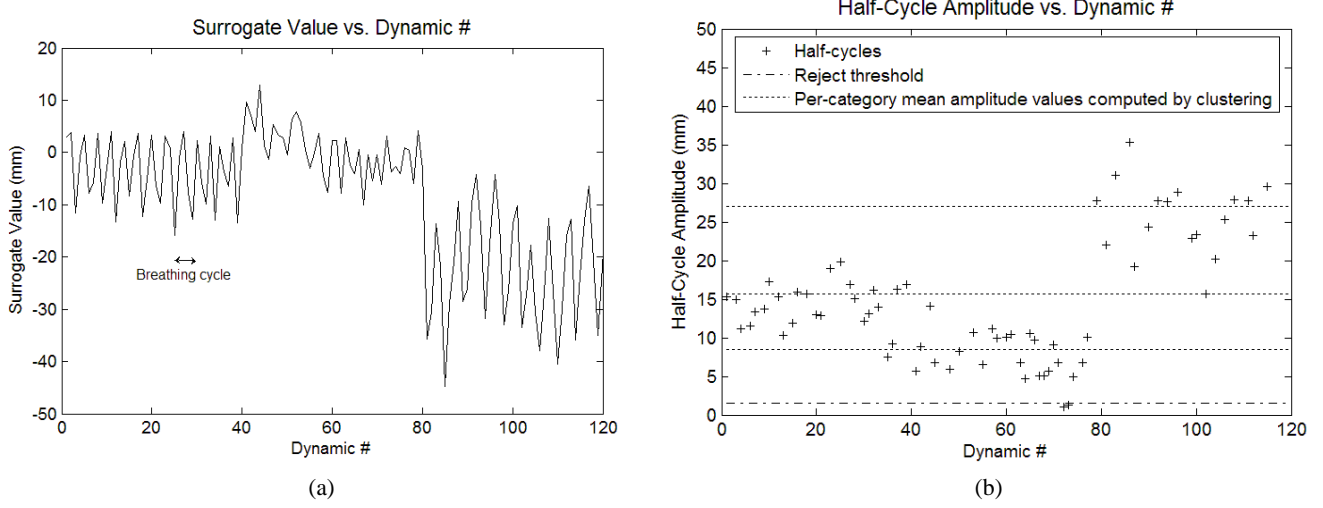 Surrogate Value vs. Dynamic #
20
10
0
-10
-20
-30
-40
-50
Surrogate Value (mm)
Breathing cycle
0
20
40
60
80
100
120
Dynamic #
(a)
Half-Cycle Amplitude vs. Dynamic #
50
45
40
35
30
25
20
15
10
5
0
Half-Cycle Amplitude (mm)
Half-cycles
Reject threshold
Per-category mean amplitude values computed by clustering
0
20
40
60
80
100
120
Dynamic #
(b)